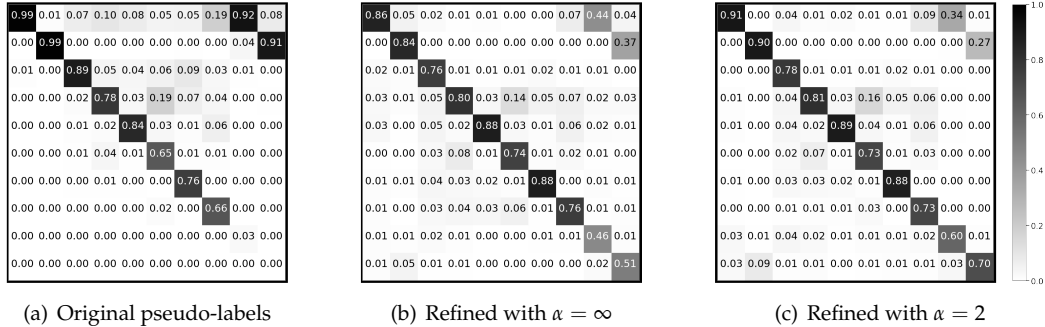 0.99 0.01 0.07 0.10 0.08 0.05 0.05 0.19 0.92 0.08
0.00 0.99 0.00 0.00 0.00 0.00 0.00 0.00 0.04 0.91
0.01 0.00 0.89 0.05 0.04 0.06 0.09 0.03 0.01 0.00
0.00 0.00 0.02 0.78 0.03 0.19 0.07 0.04 0.00 0.00
0.00 0.00 0.01 0.02 0.84 0.03 0.01 0.06 0.00 0.00
0.00 0.00 0.01 0.04 0.01 0.65 0.01 0.01 0.00 0.00
0.00 0.00 0.00 0.00 0.00 0.00 0.76 0.00 0.00 0.00
0.00 0.00 0.00 0.00 0.00 0.02 0.00 0.66 0.00 0.00
0.00 0.00 0.00 0.00 0.00 0.00 0.00 0.00 0.03 0.00
0.00 0.00 0.00 0.00 0.00 0.00 0.00 0.00 0.00 0.01
(a) Original pseudo-labels
0.86 0.05 0.02 0.01 0.01 0.00 0.00 0.07 0.44 0.04
0.00 0.84 0.00 0.00 0.00 0.00 0.00 0.00 0.00 0.37
0.02 0.01 0.76 0.01 0.01 0.01 0.01 0.00 0.01 0.00
0.03 0.01 0.05 0.80 0.03 0.14 0.05 0.07 0.02 0.03
0.03 0.00 0.05 0.02 0.88 0.03 0.01 0.06 0.02 0.01
0.00 0.00 0.03 0.08 0.01 0.74 0.01 0.02 0.01 0.00
0.01 0.01 0.04 0.03 0.02 0.01 0.88 0.00 0.01 0.01
0.01 0.00 0.03 0.04 0.03 0.06 0.01 0.76 0.01 0.01
0.02 0.01 0.02 0.01 0.01 0.00 0.01 0.01 0.46 0.01
0.01 0.05 0.01 0.01 0.00 0.00 0.00 0.00 0.02 0.51
(b) Refined with α = ∞
0.91 0.00 0.04 0.01 0.02 0.01 0.01 0.09 0.34 0.01
0.00 0.90 0.00 0.00 0.00 0.00 0.00 0.00 0.00 0.27
0.00 0.00 0.78 0.01 0.01 0.00 0.01 0.00 0.00 0.00
0.01 0.00 0.02 0.81 0.03 0.16 0.05 0.06 0.01 0.00
0.01 0.00 0.04 0.02 0.89 0.04 0.01 0.06 0.00 0.00
0.00 0.00 0.02 0.07 0.01 0.73 0.01 0.03 0.00 0.00
0.01 0.00 0.03 0.03 0.02 0.01 0.88 0.00 0.01 0.00
0.00 0.00 0.02 0.02 0.01 0.03 0.00 0.73 0.00 0.00
0.03 0.01 0.04 0.02 0.01 0.01 0.01 0.02 0.60 0.01
0.03 0.09 0.01 0.01 0.00 0.00 0.01 0.00 0.03 0.70
(c) Refined with α = 2
1.0
0.8
0.6
0.4
0.2
0.0